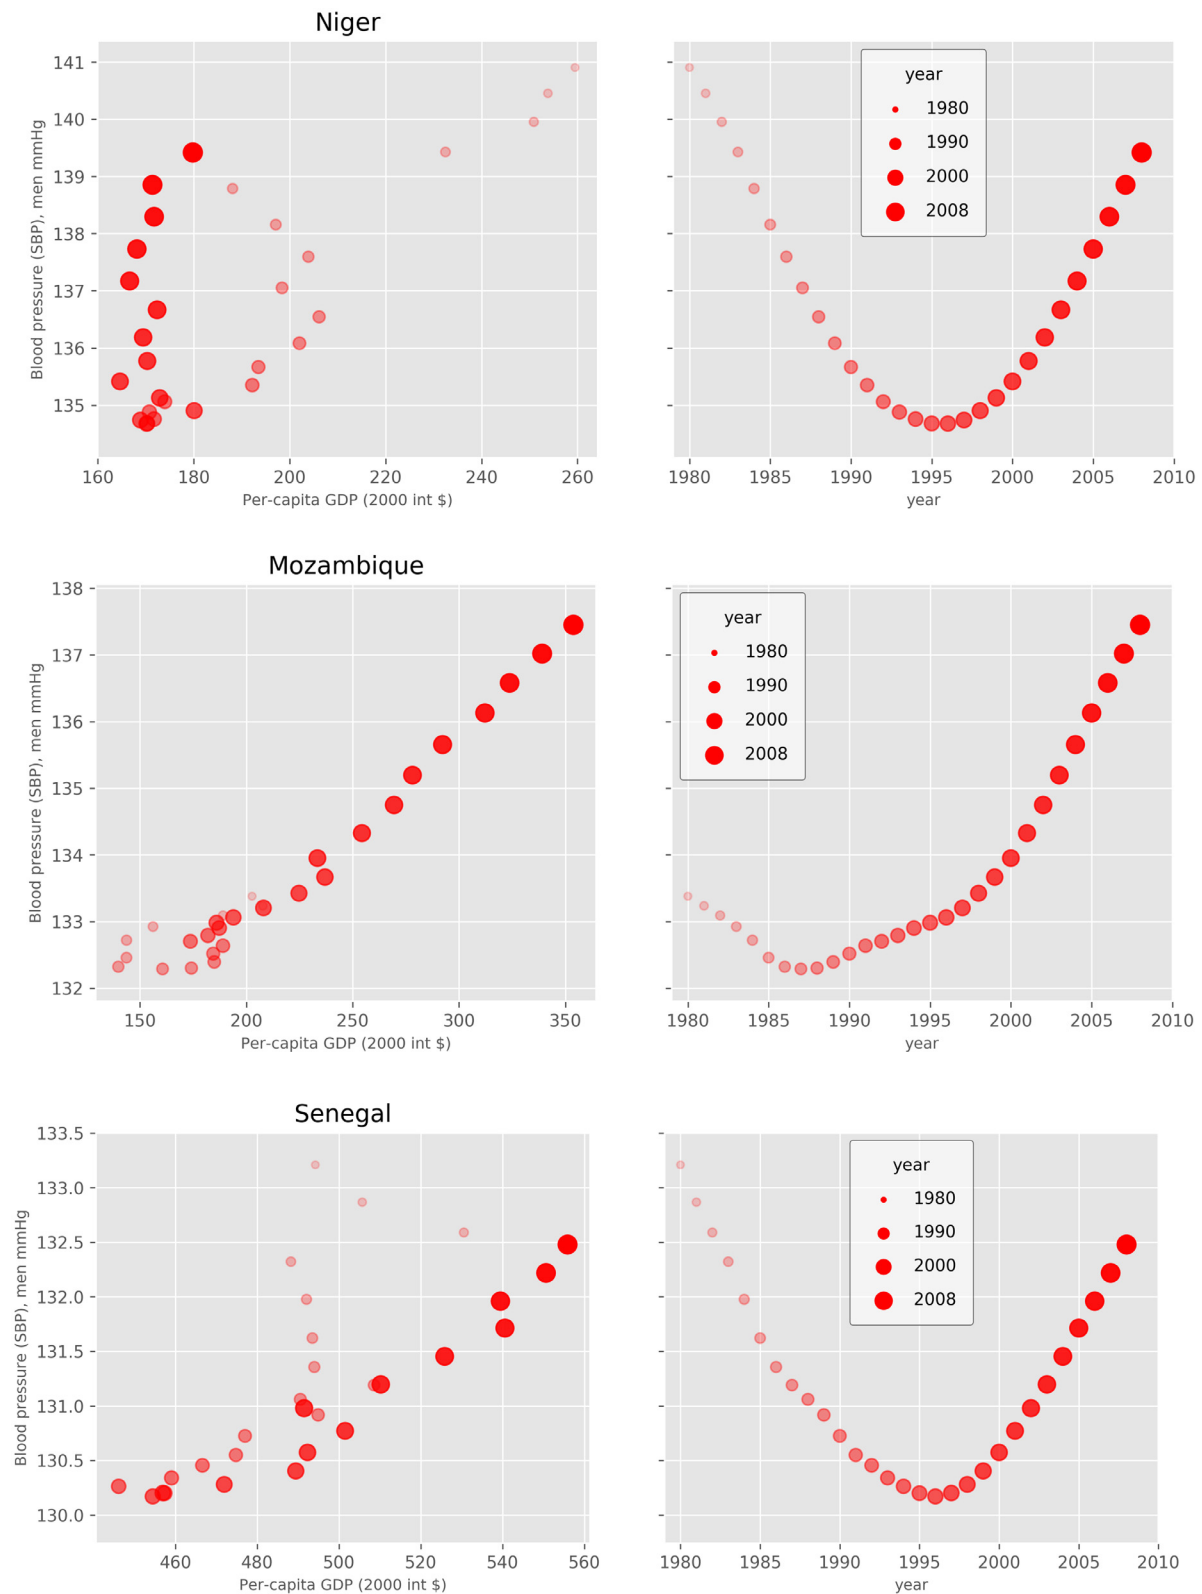 Niger
141
140
139
138
137
136
135
Blood pressure (SBP), men mmHg
160 180 200 220 240 260
Per-capita GDP (2000 int $)
year
1980
1990
2000
2008
1980 1985 1990 1995 2000 2005 2010
year
Mozambique
138
137
136
135
134
133
132
Blood pressure (SBP), men mmHg
150 200 250 300 350
Per-capita GDP (2000 int $)
year
1980
1990
2000
2008
1980 1985 1990 1995 2000 2005 2010
year
Senegal
133.5
133.0
132.5
132.0
131.5
131.0
130.5
130.0
Blood pressure (SBP), men mmHg
460 480 500 520 540 560
Per-capita GDP (2000 int $)
year
1980
1990
2000
2008
1980 1985 1990 1995 2000 2005 2010
year